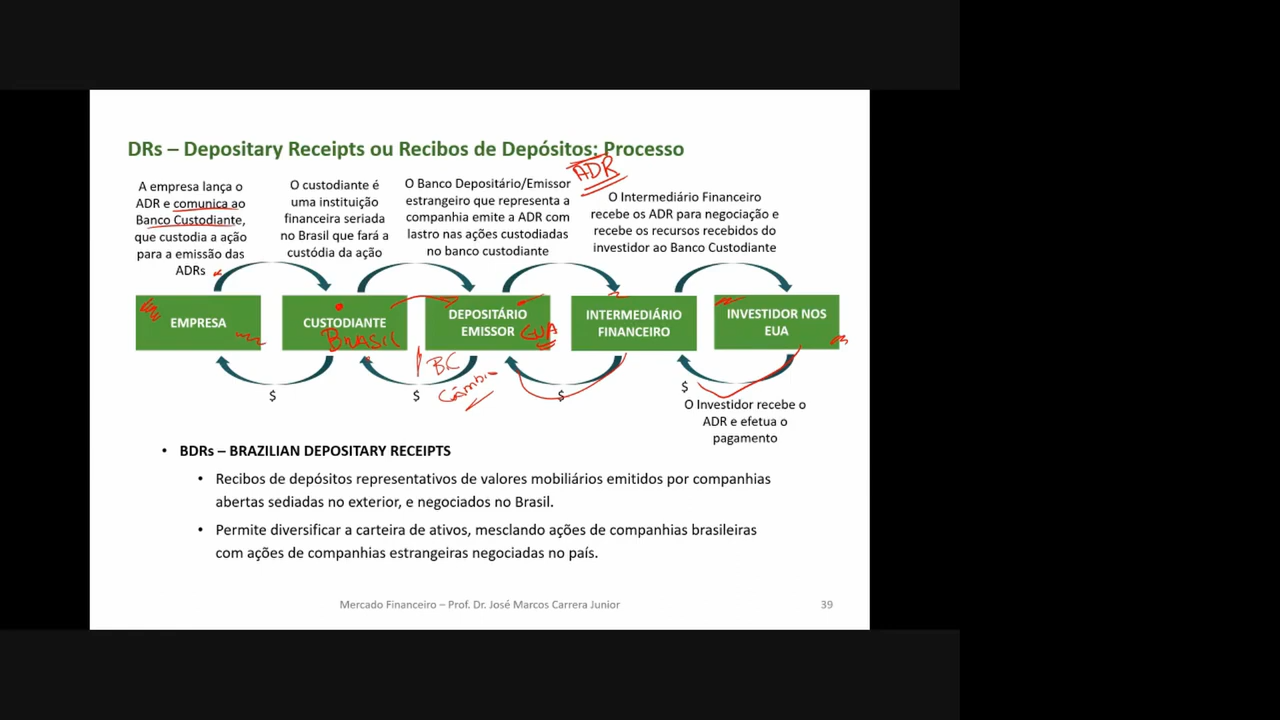 DRs – Depositary Receipts ou Recibos de Depósitos: Processo
ADR
A empresa lança o
ADR e comunica ao
Banco Custodiante,
que custodia a ação
para a emissão das
ADRs
O custodiante é
uma instituição
financeira seriada
no Brasil que fará a
custódia da ação
O Banco Depositário/Emissor
estrangeiro que representa a
companhia emite a ADR com
lastro nas ações custodiadas
no banco custodiante
O Intermediário Financeiro
recebe os ADR para negociação e
recebe os recursos recebidos do
investidor ao Banco Custodiante
EMPRESA
CUSTODIANTE
BRASIL
DEPOSITÁRIO
EMISSOR
EUA
INTERMEDIÁRIO
FINANCEIRO
INVESTIDOR NOS
EUA
BC
Câmbio
$
$
$
$
O Investidor recebe o
ADR e efetua o
pagamento
• BDRs – BRAZILIAN DEPOSITARY RECEIPTS
• Recibos de depósitos representativos de valores mobiliários emitidos por companhias
abertas sediadas no exterior, e negociados no Brasil.
• Permite diversificar a carteira de ativos, mesclando ações de companhias brasileiras
com ações de companhias estrangeiras negociadas no país.
Mercado Financeiro – Prof. Dr. José Marcos Carrera Junior
39